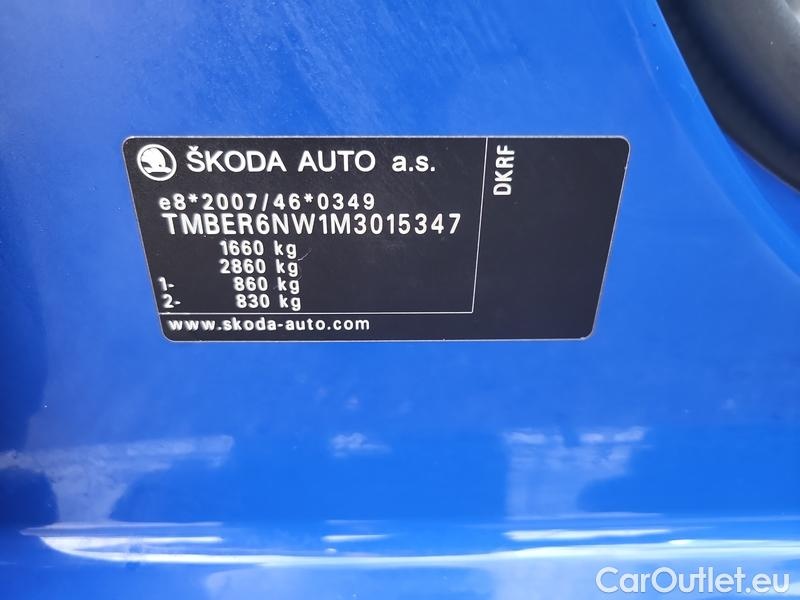 ŠKODA AUTO a.s.
DKRF
e8*2007/46*0349
TMBER6NW1M3015347
1660 kg
2860 kg
1- 860 kg
2- 830 kg
www.skoda-auto.com
CarOutlet.eu